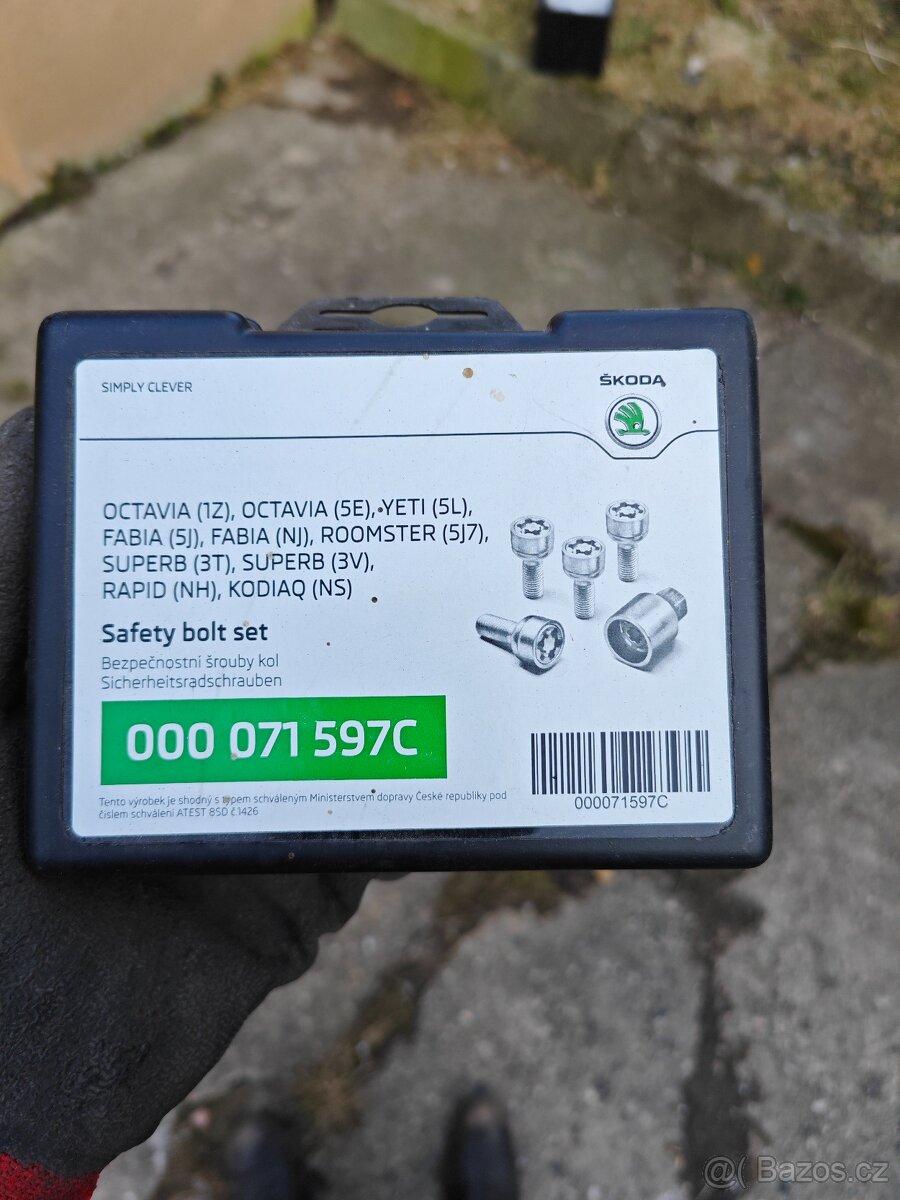 SIMPLY CLEVER
ŠKODA
OCTAVIA (1Z), OCTAVIA (5E), YETI (5L),
FABIA (5J), FABIA (NJ), ROOMSTER (5J7),
SUPERB (3T), SUPERB (3V),
RAPID (NH), KODIAQ (NS)
Safety bolt set
Bezpečnostní šrouby kol
Sicherheitsradschrauben
000 071 597C
000071597C
Tento výrobek je shodný s typem schváleným Ministerstvem dopravy České republiky pod
číslem schválení ATEST 8SD č.1426
@( Bazos.cz